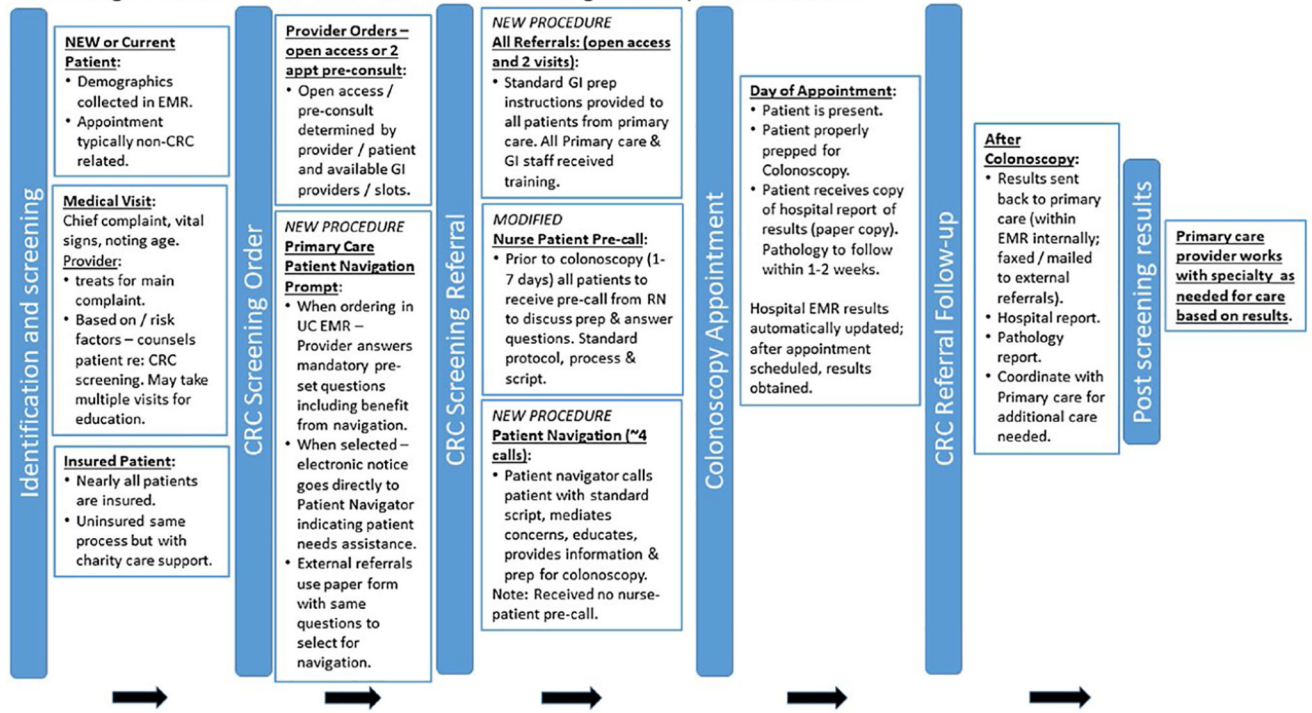 Identification and screening
NEW or Current
Patient:
• Demographics
collected in EMR.
• Appointment
typically non-CRC
related.
Medical Visit:
Chief complaint, vital
signs, noting age.
Provider:
• treats for main
complaint.
• Based on / risk
factors – counsels
patient re: CRC
screening. May take
multiple visits for
education.
Insured Patient:
• Nearly all patients
are insured.
• Uninsured same
process but with
charity care support.
CRC Screening Order
Provider Orders –
open access or 2
appt pre-consult:
• Open access /
pre-consult
determined by
provider / patient
and available GI
providers / slots.
NEW PROCEDURE
Primary Care
Patient Navigation
Prompt:
• When ordering in
UC EMR –
Provider answers
mandatory pre-
set questions
including benefit
from navigation.
• When selected –
electronic notice
goes directly to
Patient Navigator
indicating patient
needs assistance.
• External referrals
use paper form
with same
questions to
select for
navigation.
CRC Screening Referral
NEW PROCEDURE
All Referrals: (open access
and 2 visits):
• Standard GI prep
instructions provided to
all patients from primary
care. All Primary care &
GI staff received
training.
MODIFIED
Nurse Patient Pre-call:
• Prior to colonoscopy (1-
7 days) all patients to
receive pre-call from RN
to discuss prep & answer
questions. Standard
protocol, process &
script.
NEW PROCEDURE
Patient Navigation (~4
calls):
• Patient navigator calls
patient with standard
script, mediates
concerns, educates,
provides information &
prep for colonoscopy.
Note: Received no nurse-
patient pre-call.
Colonoscopy Appointment
Day of Appointment:
• Patient is present.
• Patient properly
prepped for
Colonoscopy.
• Patient receives copy
of hospital report of
results (paper copy).
Pathology to follow
within 1-2 weeks.
Hospital EMR results
automatically updated;
after appointment
scheduled, results
obtained.
CRC Referral Follow-up
After
Colonoscopy:
• Results sent
back to primary
care (within
EMR internally;
faxed / mailed
to external
referrals).
• Hospital report.
• Pathology
report.
• Coordinate with
Primary care for
additional care
needed.
Post screening results
Primary care
provider works
with specialty as
needed for care
based on results.